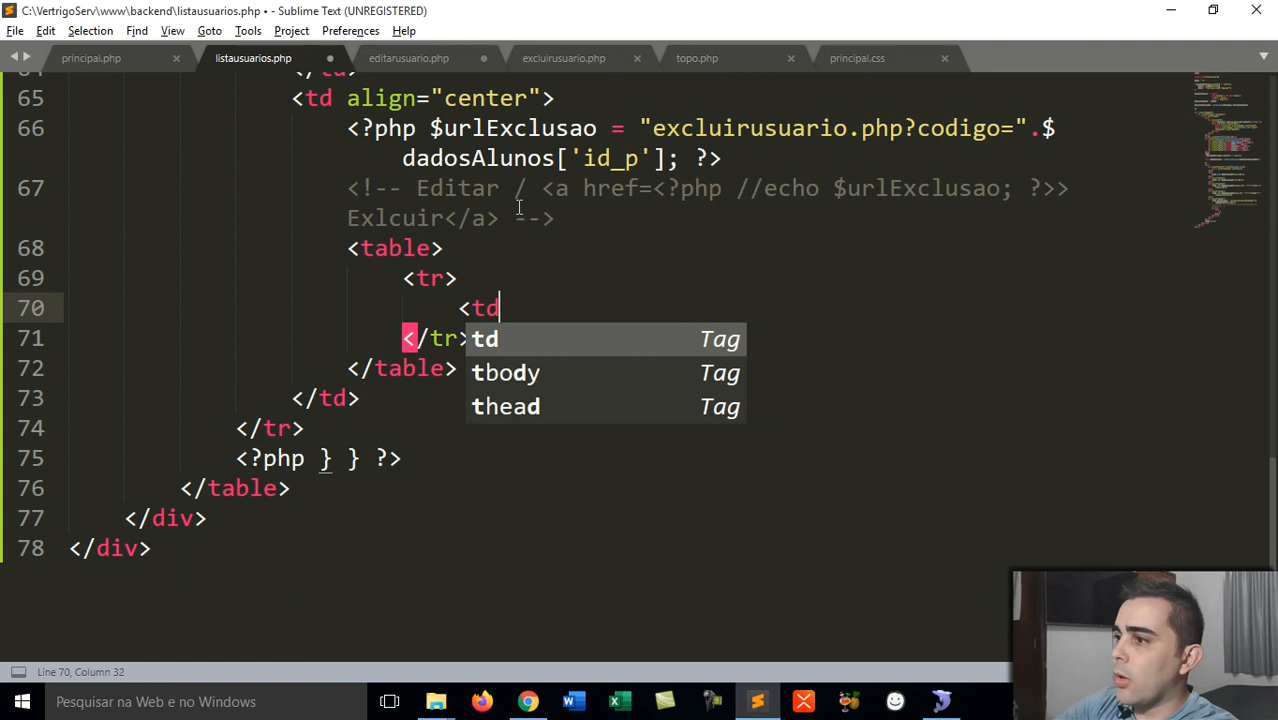 C:\VertrigoServ\www\backend\listausuarios.php • - Sublime Text (UNREGISTERED)
File Edit Selection Find View Goto Tools Project Preferences Help
principal.php listausuarios.php editarusuario.php excluirusuario.php topo.php principal.css
65 <td align="center">
66 <?php $urlExclusao = "excluirusuario.php?codigo=".$
dadosAlunos['id_p']; ?>
67 <!-- Editar / <a href=<?php //echo $urlExclusao; ?>>
Exlcuir</a> -->
68 <table>
69 <tr>
70 <td
71 </tr>
td Tag
72 </table>
tbody Tag
73 </td>
thead Tag
74 </tr>
75 <?php } } ?>
76 </table>
77 </div>
78 </div>
Line 70, Column 32
Pesquisar na Web e no Windows